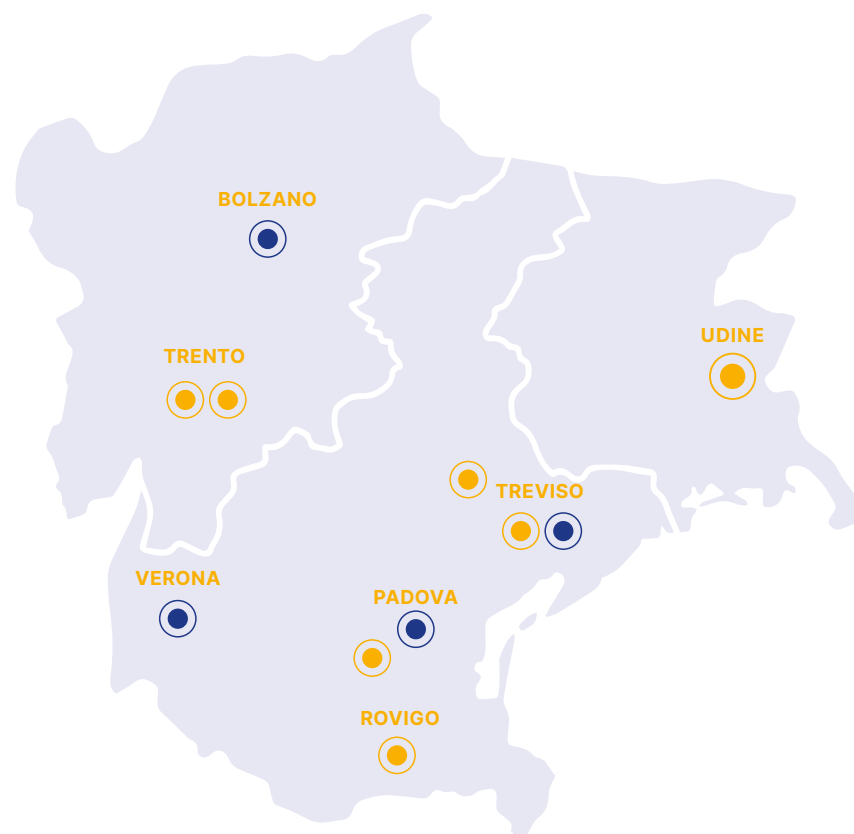 BOLZANO
TRENTO
UDINE
TREVISO
VERONA
PADOVA
ROVIGO